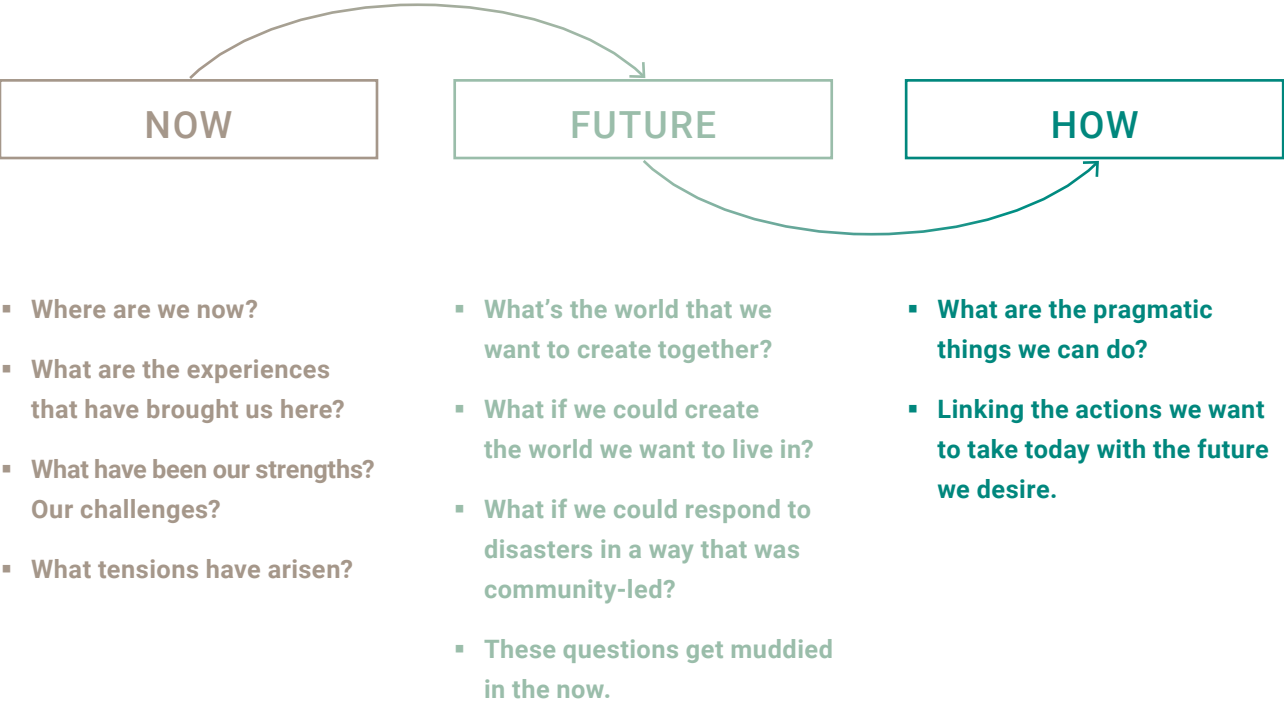 NOW
FUTURE
HOW
▪ Where are we now?
▪ What are the experiences
that have brought us here?
▪ What have been our strengths?
Our challenges?
▪ What tensions have arisen?
▪ What’s the world that we
want to create together?
▪ What if we could create
the world we want to live in?
▪ What if we could respond to
disasters in a way that was
community-led?
▪ These questions get muddied
in the now.
▪ What are the pragmatic
things we can do?
▪ Linking the actions we want
to take today with the future
we desire.